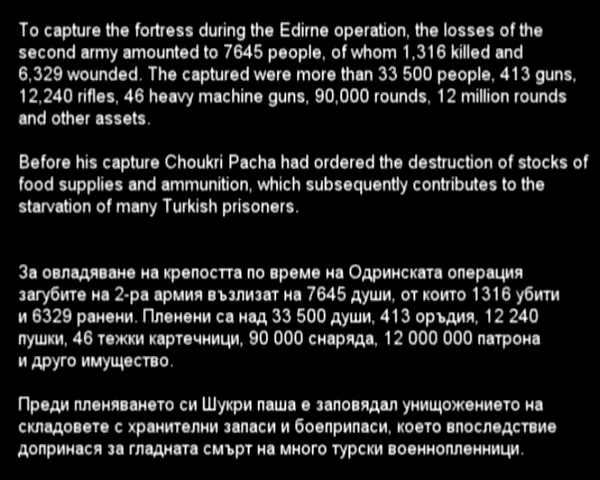 To capture the fortress during the Edirne operation, the losses of the
second army amounted to 7645 people, of whom 1,316 killed and
6,329 wounded. The captured were more than 33 500 people, 413 guns,
12,240 rifles, 46 heavy machine guns, 90,000 rounds, 12 million rounds
and other assets.
Before his capture Choukri Pacha had ordered the destruction of stocks of
food supplies and ammunition, which subsequently contributes to the
starvation of many Turkish prisoners.
За овладяване на крепостта по време на Одринската операция
загубите на 2-ра армия възлизат на 7645 души, от които 1316 убити
и 6329 ранени. Пленени са над 33 500 души, 413 оръдия, 12 240
пушки, 46 тежки картечници, 90 000 снаряда, 12 000 000 патрона
и друго имущество.
Преди пленяването си Шукри паша е заповядал унищожението на
складовете с хранителни запаси и боеприпаси, което впоследствие
допринася за гладната смърт на много турски военнопленници.